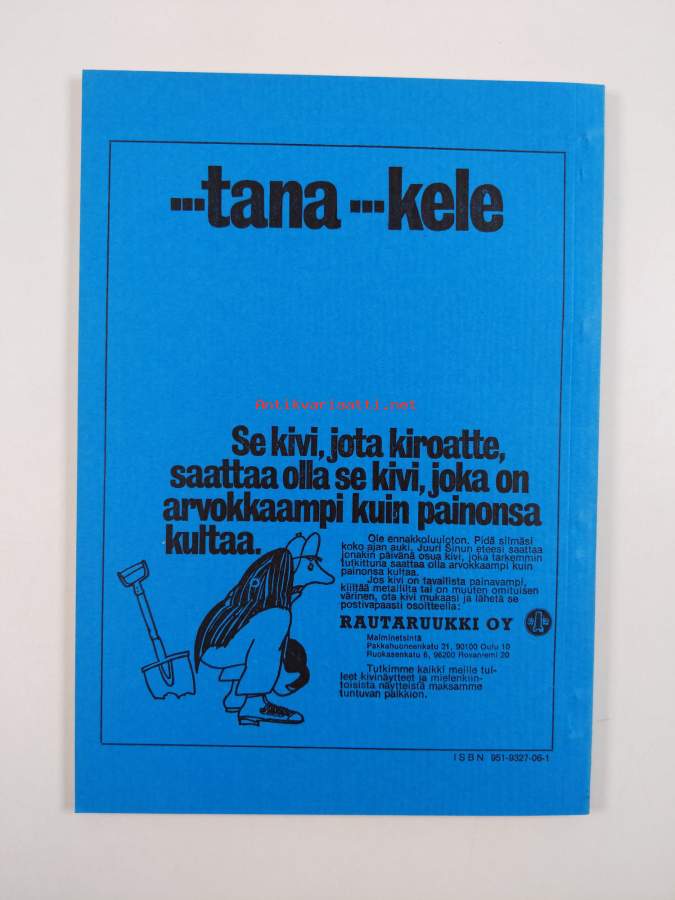 ...tana ...kele
Antikvariaatti.net
Se kivi, jota kiroatte,
saattaa olla se kivi, joka on
arvokkaampi kuin painonsa
kultaa.
Ole ennakkoluuloton. Pidä silmäsi
koko ajan auki. Juuri Sinun eteesi saattaa
jonakin päivänä osua kivi, joka tarkemmin
tutkittuna saattaa olla arvokkaampi kuin
painonsa kultaa.
Jos kivi on tavallista painavampi,
kiiltää metallilta tai on muuten omituisen
värinen, ota kivi mukaasi ja lähetä se
postivapaasti osoitteella:
RAUTARUUKKI OY
Malminetsintä
Pakkahuoneenkatu 21, 90100 Oulu 10
Ruokasenkatu 6, 96200 Rovaniemi 20
Tutkimme kaikki meille tul-
leet kivinäytteet ja mielenkiin-
toisista näytteistä maksamme
tuntuvan palkkion.
ISBN 951-9327-06-1